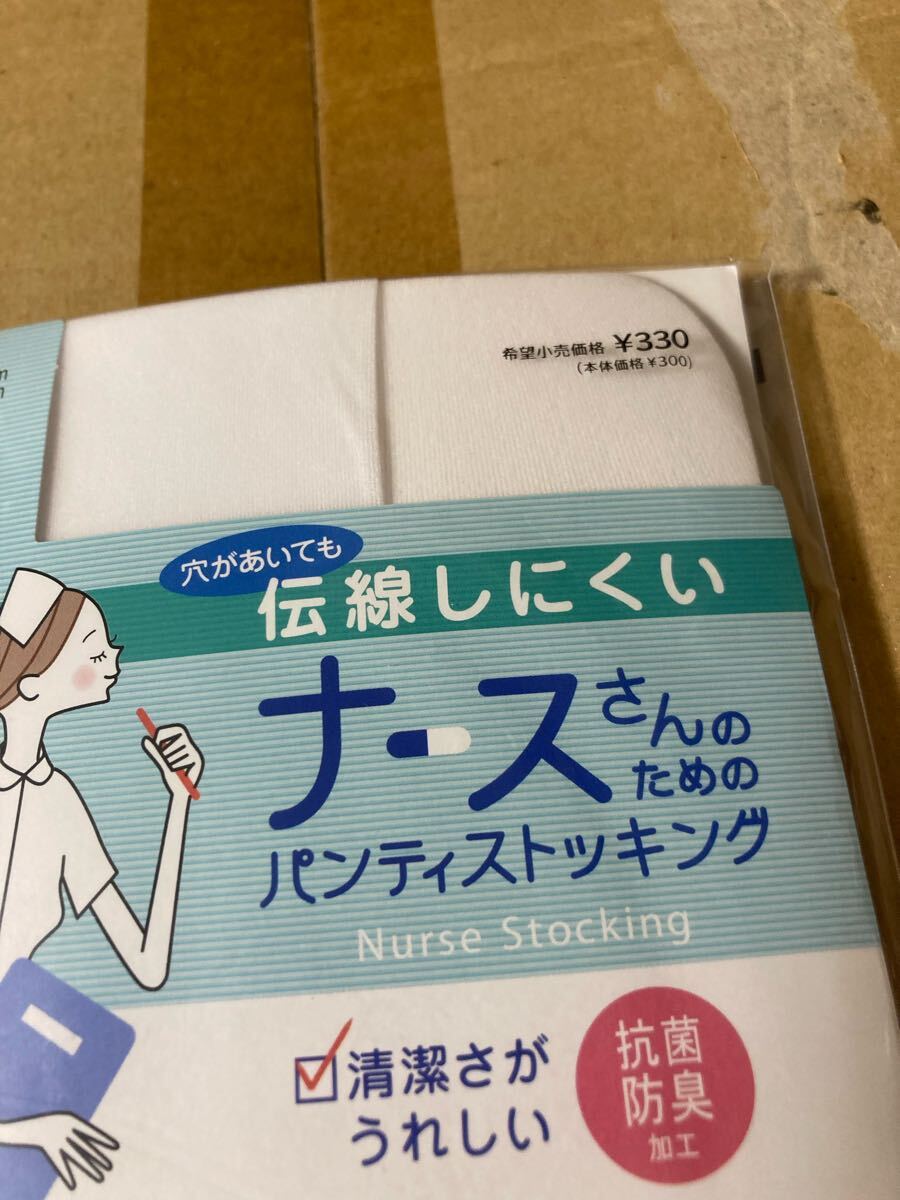 希望小売価格 ¥330
(本体価格 ¥300)
穴があいても
伝線しにくい
ナースさんの
ための
パンティストッキング
Nurse Stocking
清潔さが
うれしい
抗菌
防臭
加工